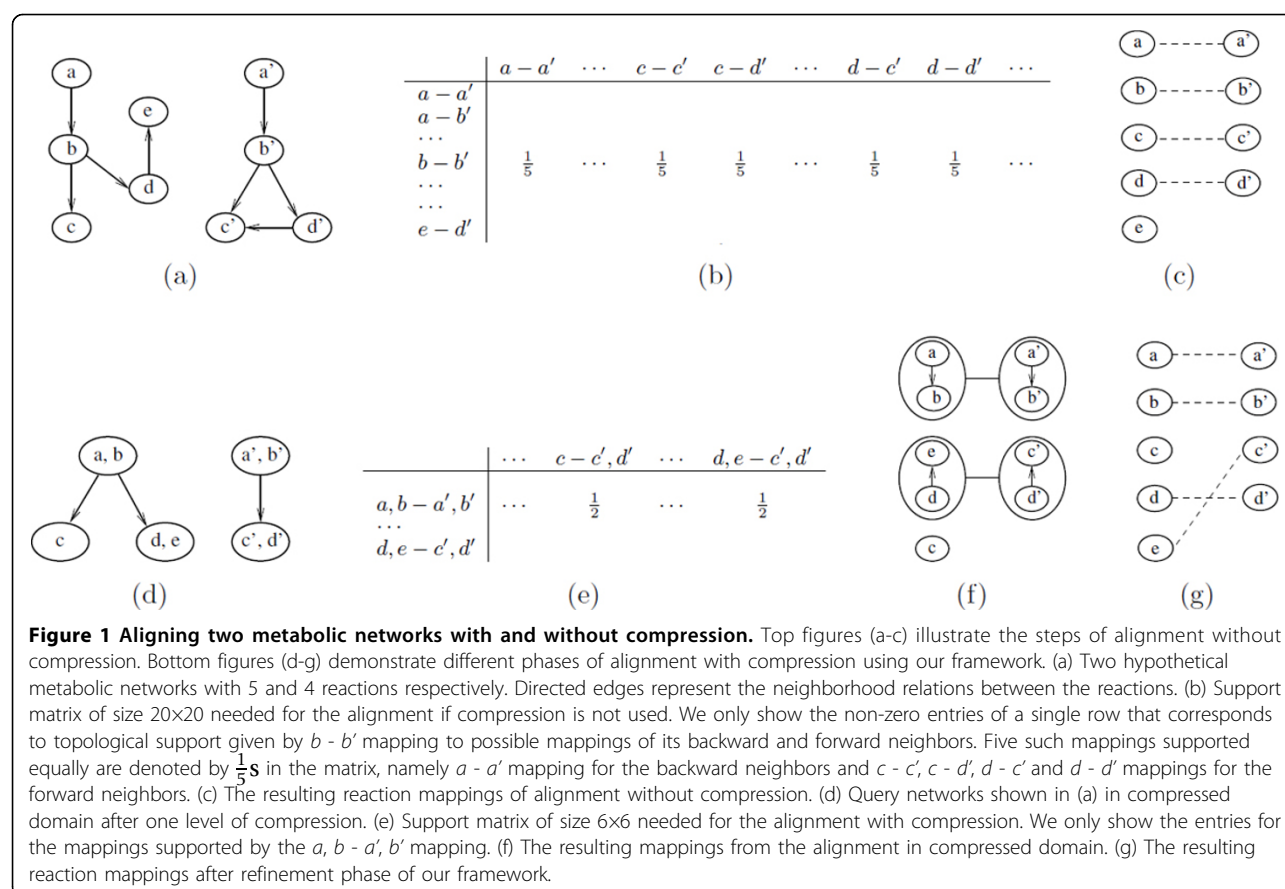 a
b
c
d
e
a'
b'
c'
d'
(a)
a − a′ ⋯ c − c′ c − d′ ⋯ d − c′ d − d′ ⋯
a − a′
a − b′
⋯
b − b′ 1/5 ⋯ 1/5 1/5 ⋯ 1/5 1/5 ⋯
⋯
⋯
e − d′
(b)
a a'
b b'
c c'
d d'
e
(c)
a, b
c
d, e
a', b'
c', d'
(d)
⋯ c − c′, d′ ⋯ d, e − c′, d′
a, b − a′, b′ ⋯ 1/2 ⋯ 1/2
⋯
d, e − c′, d′
(e)
a a'
b b'
e c'
d d'
c
(f)
a a'
b b'
c c'
d d'
e
(g)
Figure 1 Aligning two metabolic networks with and without compression. Top figures (a-c) illustrate the steps of alignment without
compression. Bottom figures (d-g) demonstrate different phases of alignment with compression using our framework. (a) Two hypothetical
metabolic networks with 5 and 4 reactions respectively. Directed edges represent the neighborhood relations between the reactions. (b) Support
matrix of size 20×20 needed for the alignment if compression is not used. We only show the non-zero entries of a single row that corresponds
to topological support given by b - b′ mapping to possible mappings of its backward and forward neighbors. Five such mappings supported
equally are denoted by 1/5s in the matrix, namely a - a′ mapping for the backward neighbors and c - c′, c - d′, d - c′ and d - d′ mappings for the
forward neighbors. (c) The resulting reaction mappings of alignment without compression. (d) Query networks shown in (a) in compressed
domain after one level of compression. (e) Support matrix of size 6×6 needed for the alignment with compression. We only show the entries for
the mappings supported by the a, b - a′, b′ mapping. (f) The resulting mappings from the alignment in compressed domain. (g) The resulting
reaction mappings after refinement phase of our framework.